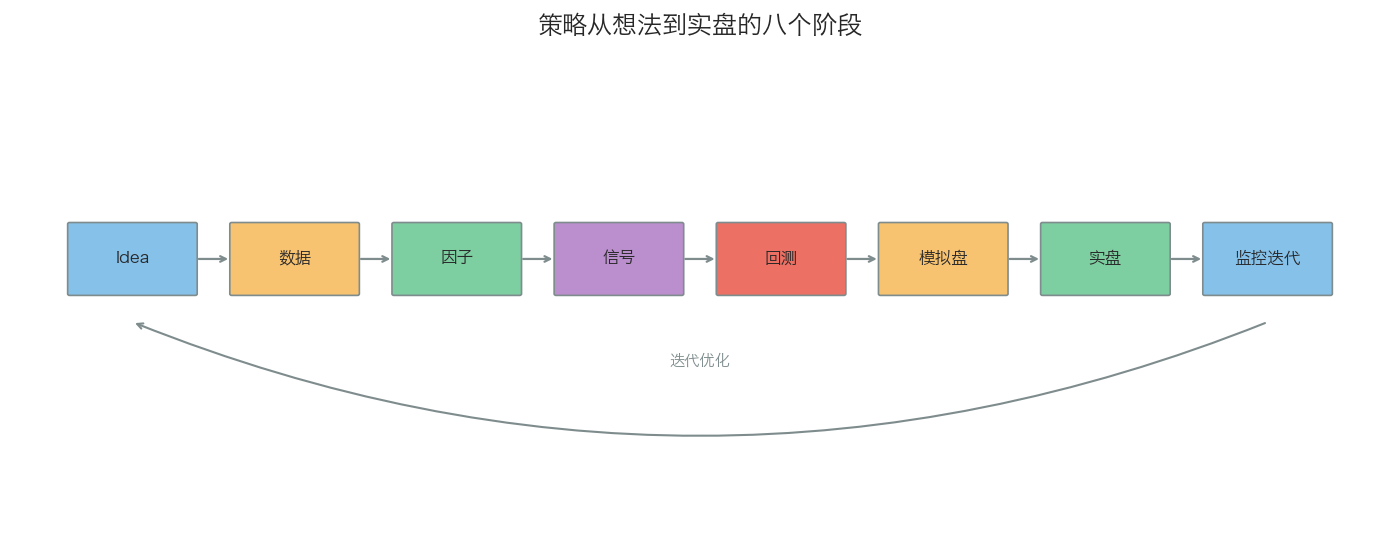 策略从想法到实盘的八个阶段
Idea
数据
因子
信号
回测
模拟盘
实盘
监控迭代
迭代优化